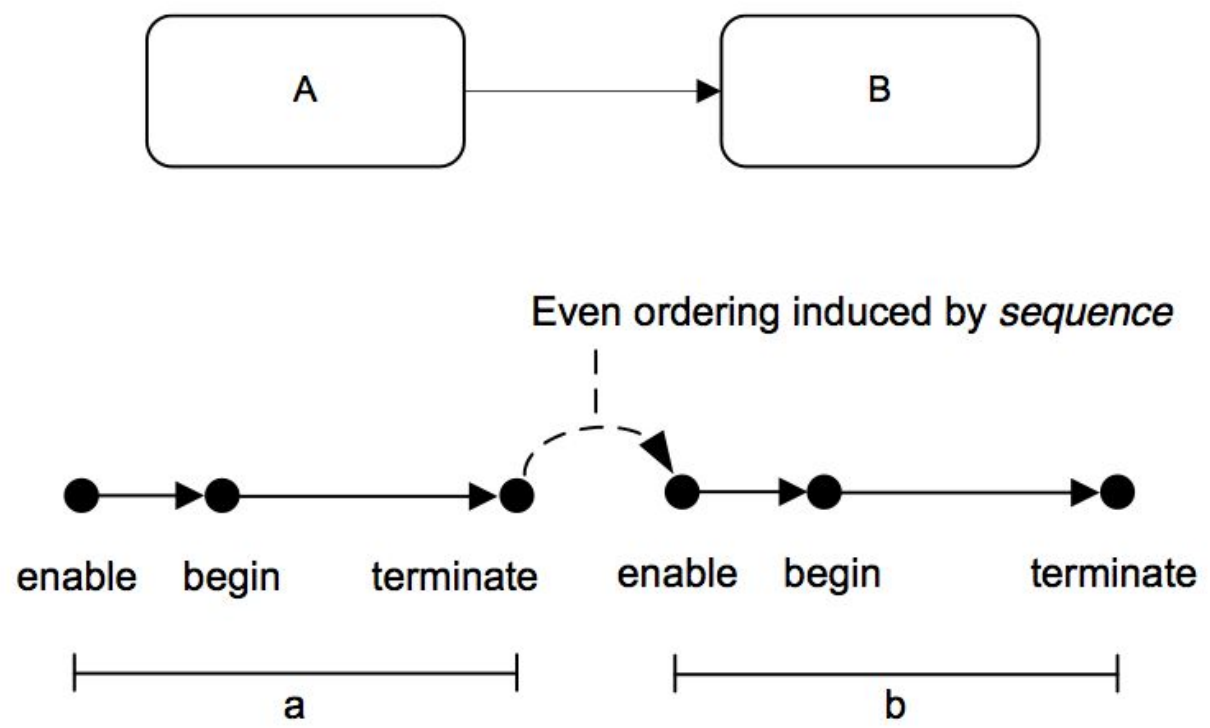 A B
Even ordering induced by sequence
enable begin terminate enable begin terminate
a b